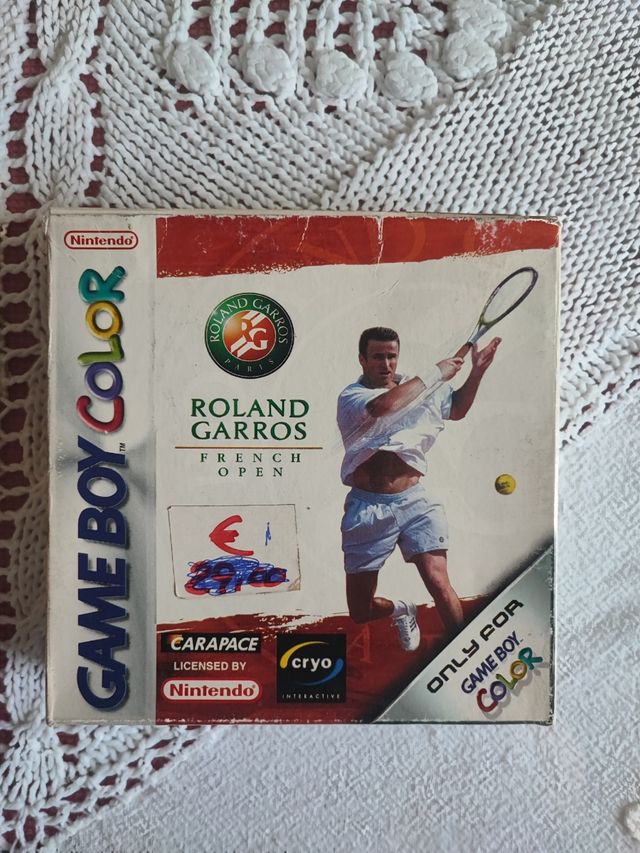 Nintendo
GAME BOY COLOR
TM
ROLAND GARROS
RG
PARIS
ROLAND
GARROS
FRENCH
OPEN
€
CARAPACE
LICENSED BY
Nintendo
cryo
INTERACTIVE
ONLY FOR
GAME BOY
COLOR